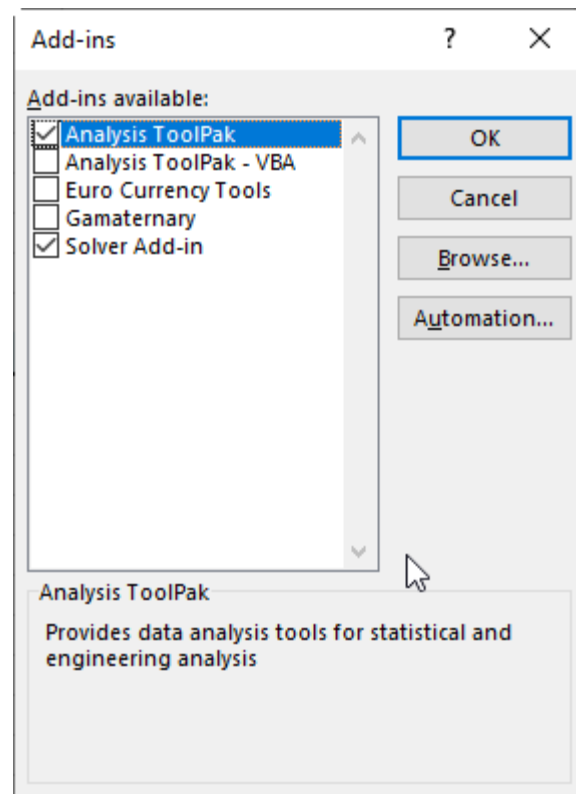 Add-ins
?
Add-ins available:
Analysis ToolPak
Analysis ToolPak - VBA
Euro Currency Tools
Gamaternary
Solver Add-in
OK
Cancel
Browse...
Automation...
Analysis ToolPak
Provides data analysis tools for statistical and
engineering analysis